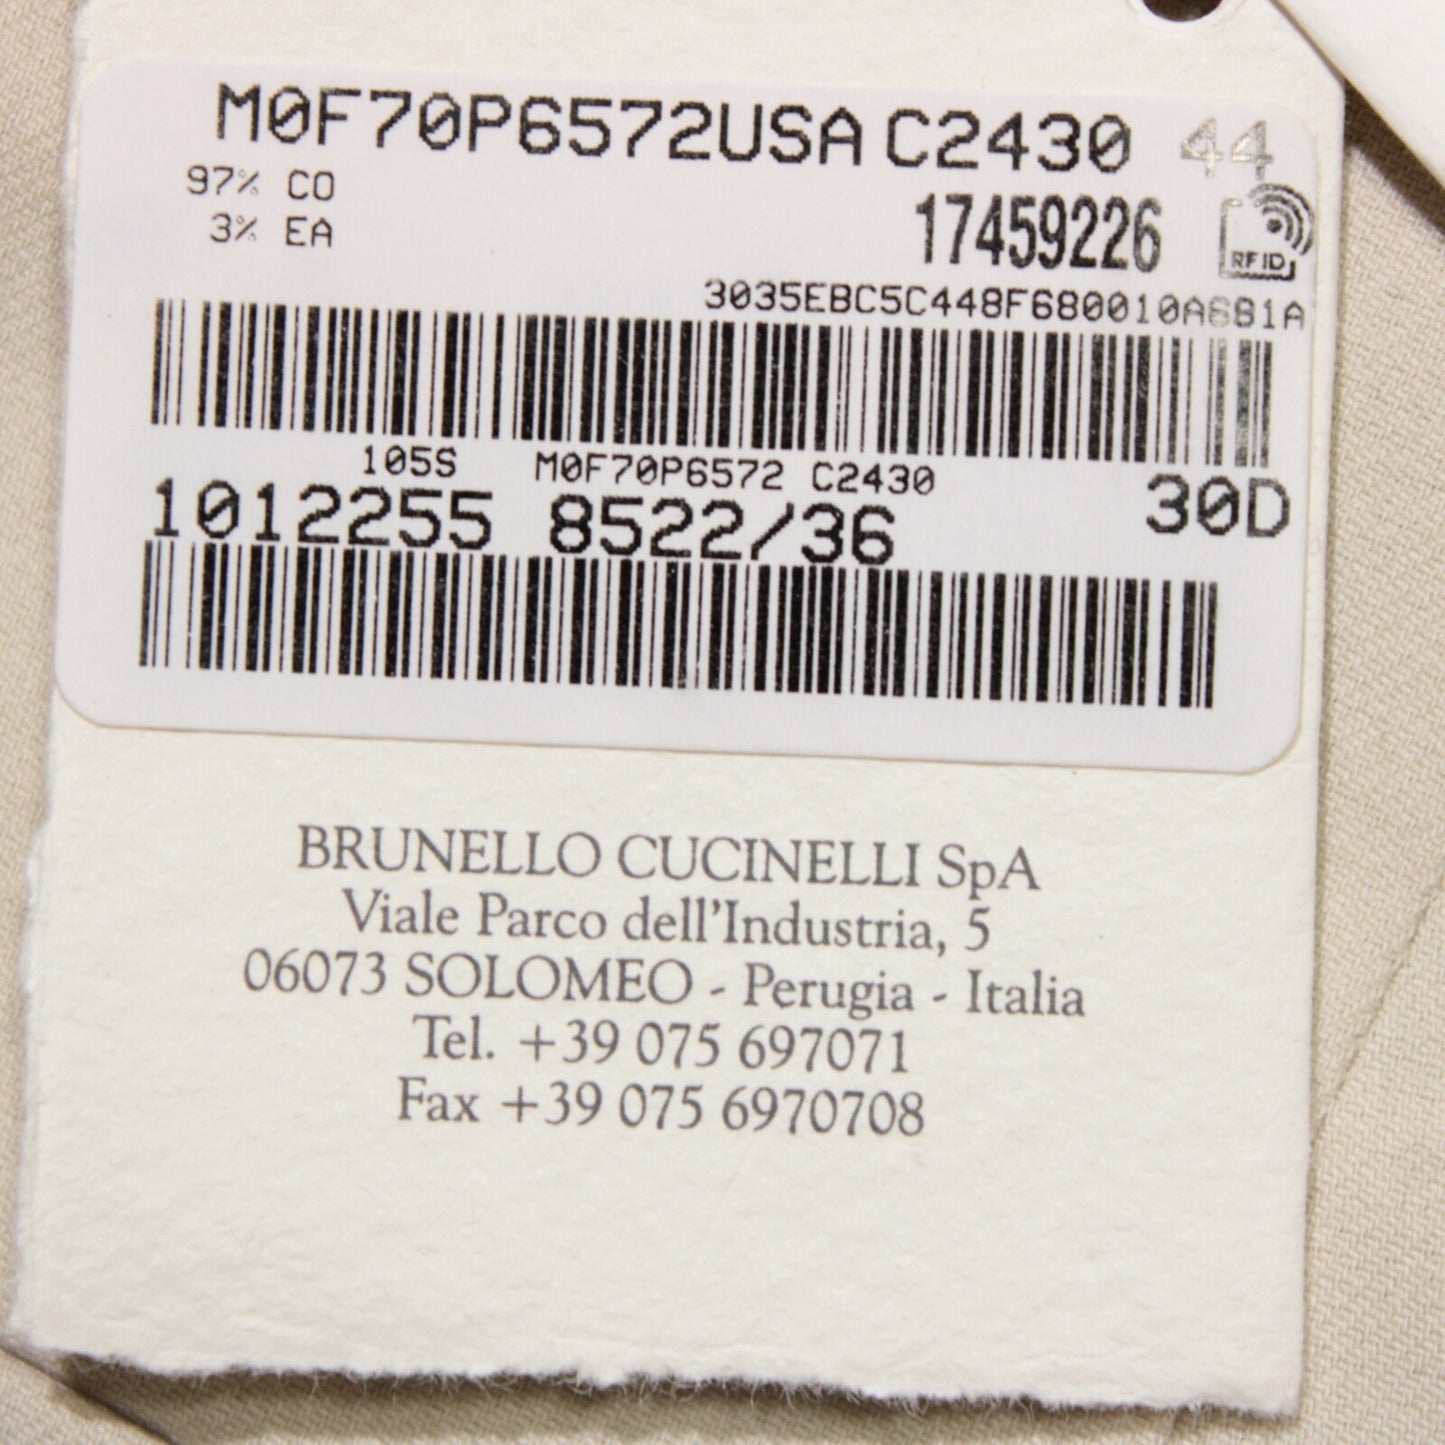 M0F70P6572USA C2430 44
97% CO
3% EA
17459226
RFID
3035EBC5C448F680010A6B1A
105S M0F70P6572 C2430
1012255 8522/36 30D
BRUNELLO CUCINELLI SpA
Viale Parco dell'Industria, 5
06073 SOLOMEO - Perugia - Italia
Tel. +39 075 697071
Fax +39 075 6970708